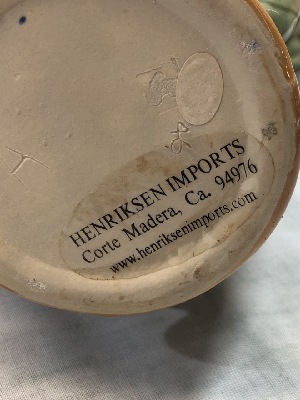 HENRIKSEN IMPORTS
Corte Madera, Ca. 94976
www.henriksenimports.com
T